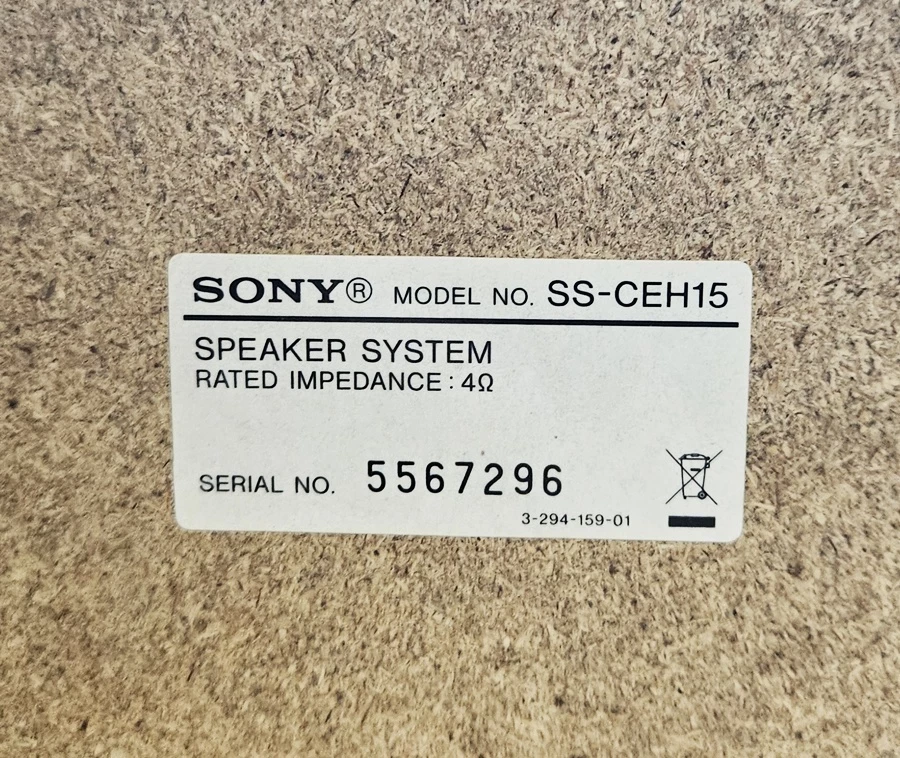 SONY® MODEL NO. SS-CEH15
SPEAKER SYSTEM
RATED IMPEDANCE : 4Ω
SERIAL NO. 5567296
3-294-159-01